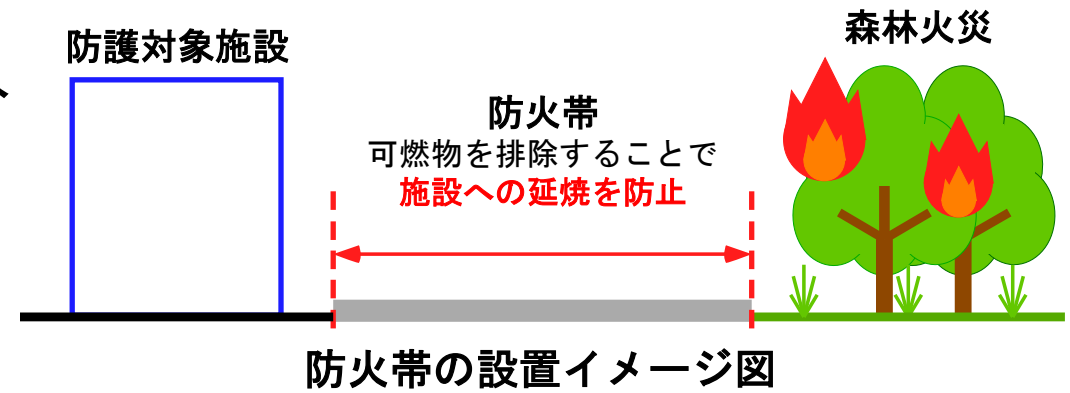 防護対象施設
森林火災
防火帯
可燃物を排除することで
施設への延焼を防止
防火帯の設置イメージ図